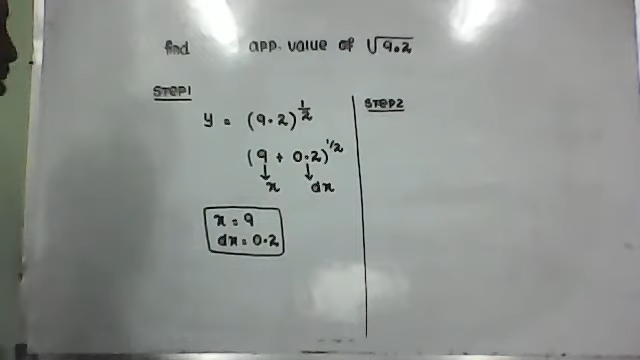 find app. value of √9.2
STEP1
y = (9.2)^1/2
(9 + 0.2)^1/2
↓ ↓
x dx
x = 9
dx = 0.2
STEP2